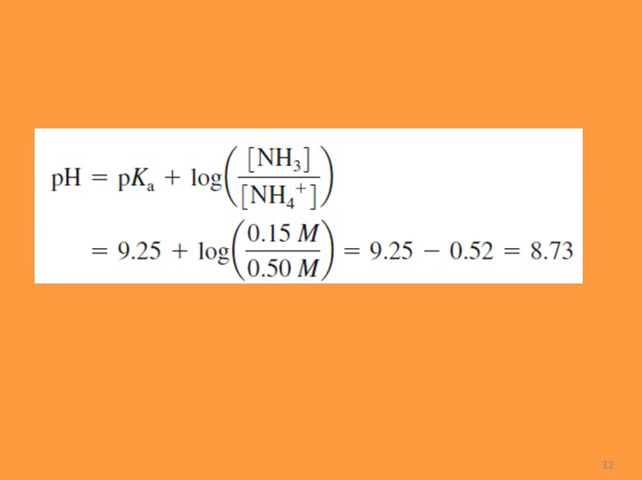 pH = pKₐ + log([NH₃]/[NH₄⁺])
= 9.25 + log(0.15 M/0.50 M) = 9.25 − 0.52 = 8.73
32